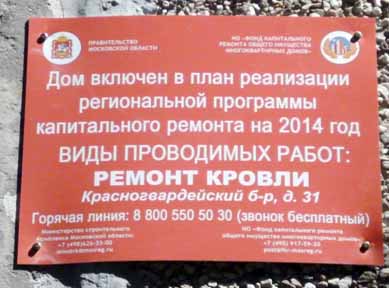 ПРАВИТЕЛЬСТВО
МОСКОВСКОЙ ОБЛАСТИ
НО «ФОНД КАПИТАЛЬНОГО
РЕМОНТА ОБЩЕГО ИМУЩЕСТВА
МНОГОКВАРТИРНЫХ ДОМОВ»
Дом включен в план реализации
региональной программы
капитального ремонта на 2014 год
ВИДЫ ПРОВОДИМЫХ РАБОТ:
РЕМОНТ КРОВЛИ
Красногвардейский б-р, д. 31
Горячая линия: 8 800 550 50 30 (звонок бесплатный)
Министерство строительного
комплекса Московской области:
НО «Фонд капитального ремонта
общего имущества многоквартирных домов»